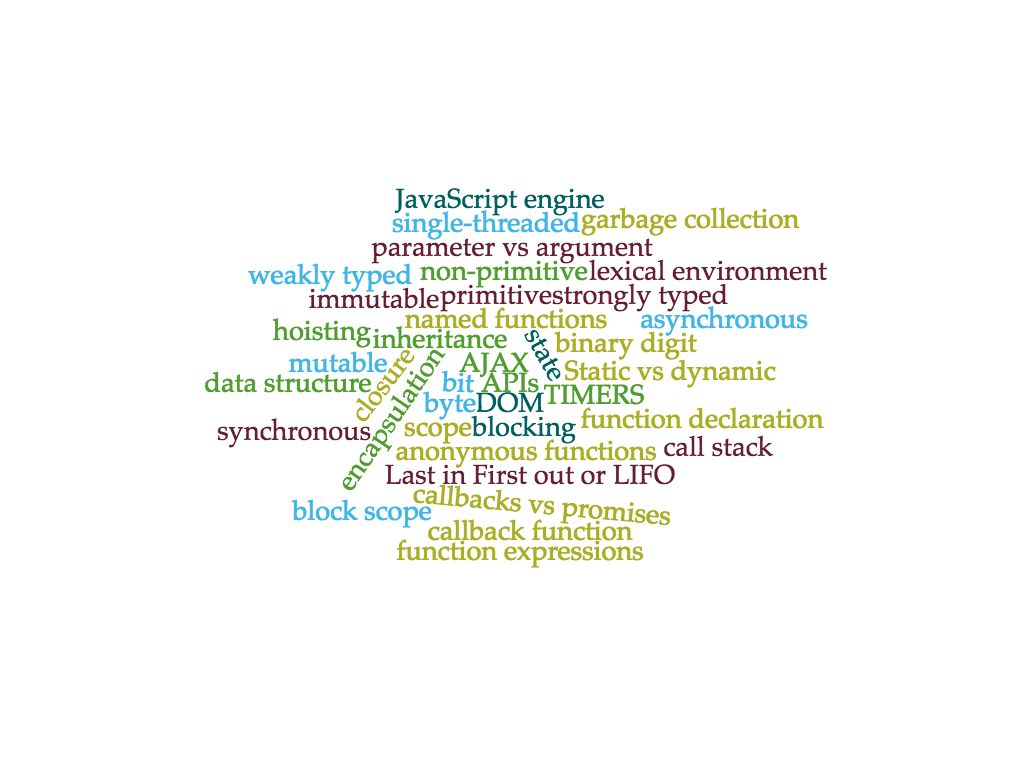 JavaScript engine
single-threaded
garbage collection
parameter vs argument
weakly typed
non-primitive
lexical environment
immutable
primitive
strongly typed
named functions
asynchronous
hoisting
inheritance
state
binary digit
mutable
closure
encapsulation
AJAX
Static vs dynamic
data structure
bit
APIs
TIMERS
byte
DOM
function declaration
synchronous
scope
blocking
anonymous functions
call stack
Last in First out or LIFO
callbacks vs promises
block scope
callback function
function expressions